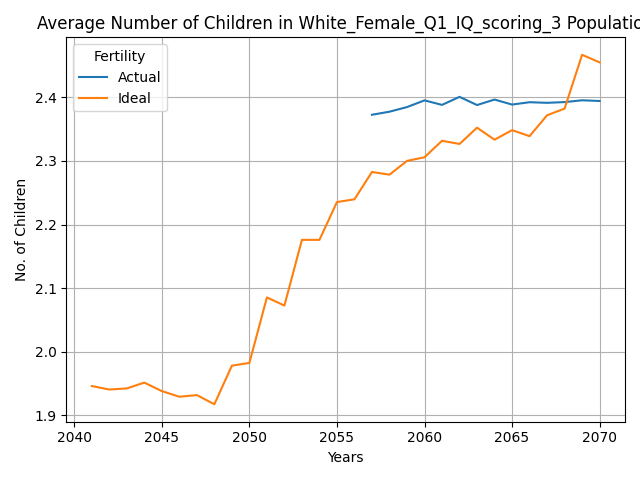 Average Number of Children in White_Female_Q1_IQ_scoring_3 Populatio
Fertility
Actual
Ideal
No. of Children
2.4
2.3
2.2
2.1
2.0
1.9
2040 2045 2050 2055 2060 2065 2070
Years